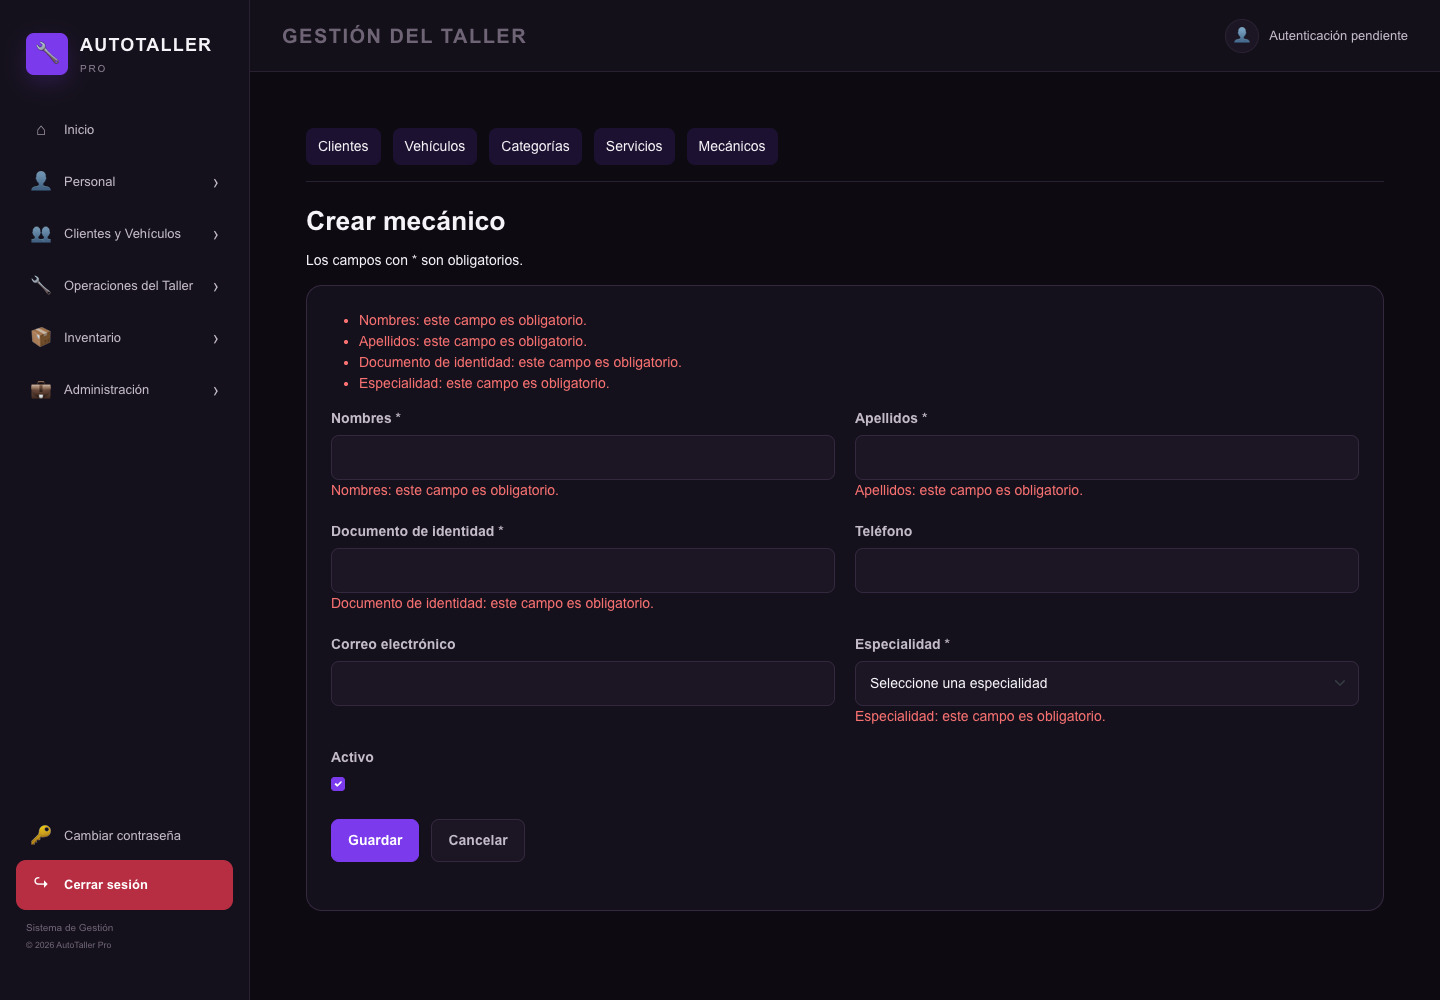 AUTOTALLER
PRO
Inicio
Personal
Clientes y Vehículos
Operaciones del Taller
Inventario
Administración
Cambiar contraseña
Cerrar sesión
Sistema de Gestión
© 2026 AutoTaller Pro
GESTIÓN DEL TALLER
Autenticación pendiente
Clientes
Vehículos
Categorías
Servicios
Mecánicos
Crear mecánico
Los campos con * son obligatorios.
• Nombres: este campo es obligatorio.
• Apellidos: este campo es obligatorio.
• Documento de identidad: este campo es obligatorio.
• Especialidad: este campo es obligatorio.
Nombres *
Nombres: este campo es obligatorio.
Apellidos *
Apellidos: este campo es obligatorio.
Documento de identidad *
Documento de identidad: este campo es obligatorio.
Teléfono
Correo electrónico
Especialidad *
Seleccione una especialidad
Especialidad: este campo es obligatorio.
Activo
Guardar
Cancelar